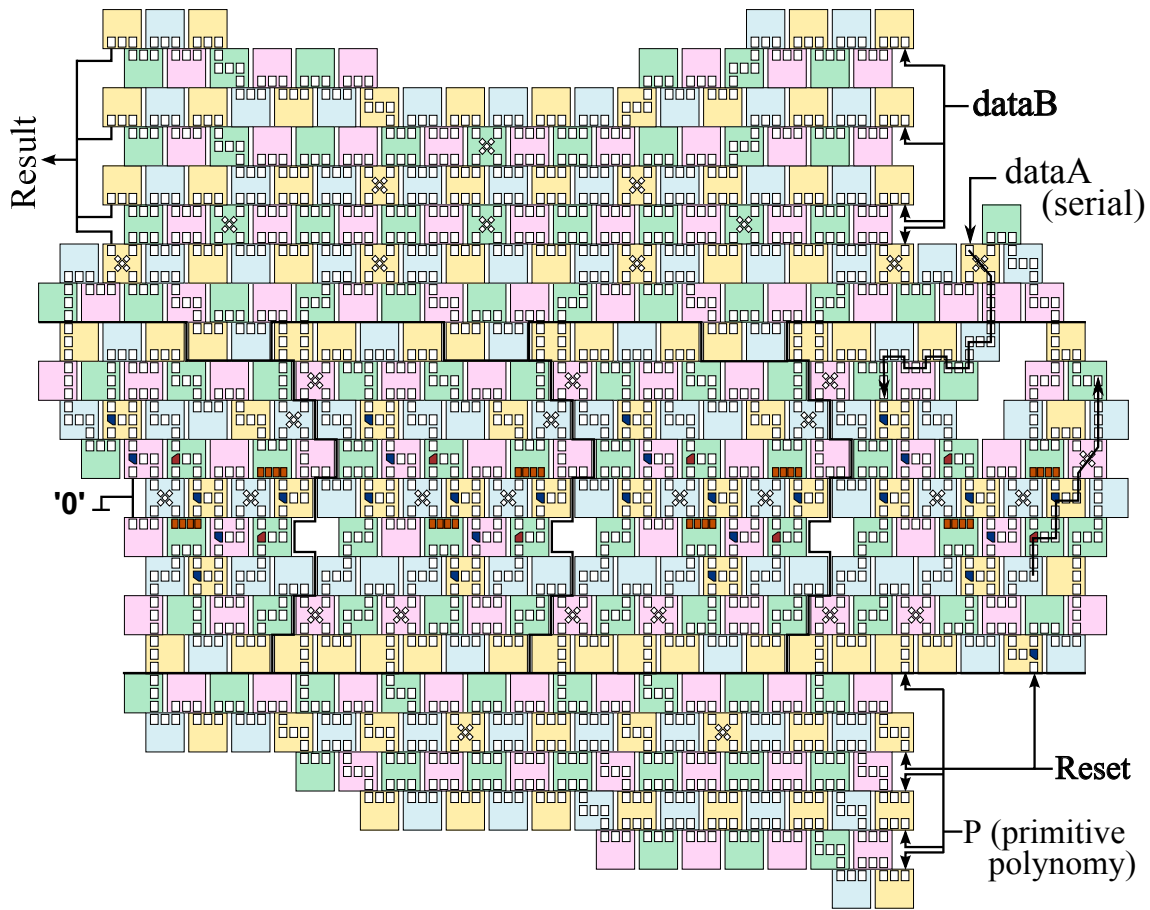 dataB
dataA
(serial)
Result
'0'
Reset
P (primitive
polynomy)